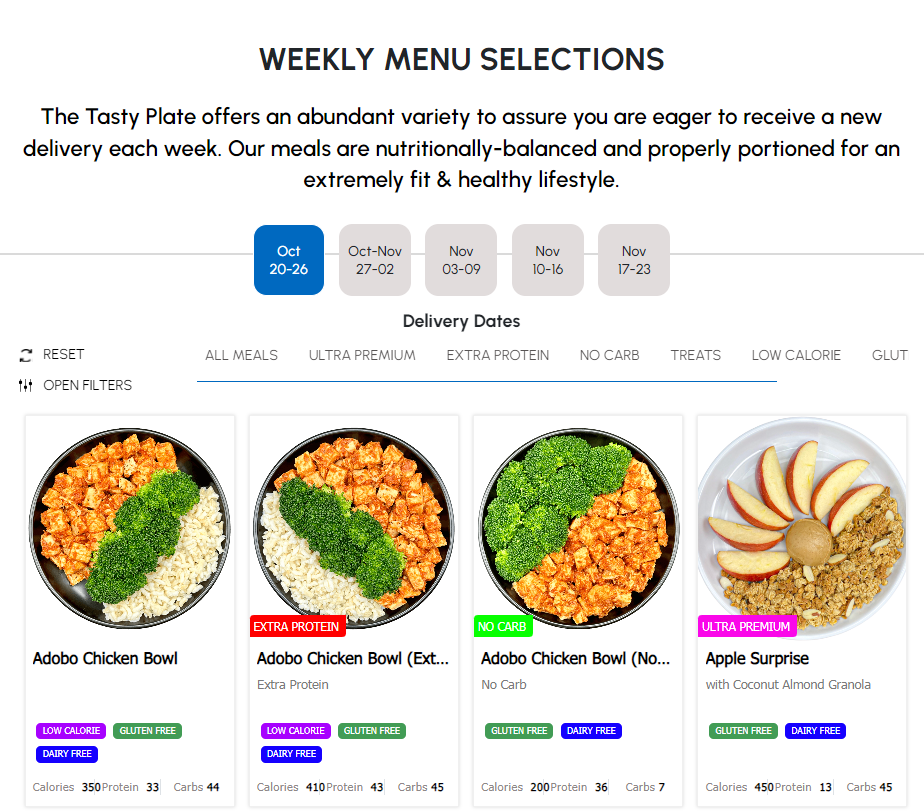 WEEKLY MENU SELECTIONS
The Tasty Plate offers an abundant variety to assure you are eager to receive a new
delivery each week. Our meals are nutritionally-balanced and properly portioned for an
extremely fit & healthy lifestyle.
Oct
20-26
Oct-Nov
27-02
Nov
03-09
Nov
10-16
Nov
17-23
Delivery Dates
RESET
OPEN FILTERS
ALL MEALS ULTRA PREMIUM EXTRA PROTEIN NO CARB TREATS LOW CALORIE GLUT
Adobo Chicken Bowl
LOW CALORIE GLUTEN FREE
DAIRY FREE
Calories 350 Protein 33 Carbs 44
EXTRA PROTEIN
Adobo Chicken Bowl (Ext...
Extra Protein
LOW CALORIE GLUTEN FREE
DAIRY FREE
Calories 410 Protein 43 Carbs 45
NO CARB
Adobo Chicken Bowl (No...
No Carb
GLUTEN FREE DAIRY FREE
Calories 200 Protein 36 Carbs 7
ULTRA PREMIUM
Apple Surprise
with Coconut Almond Granola
GLUTEN FREE DAIRY FREE
Calories 450 Protein 13 Carbs 45